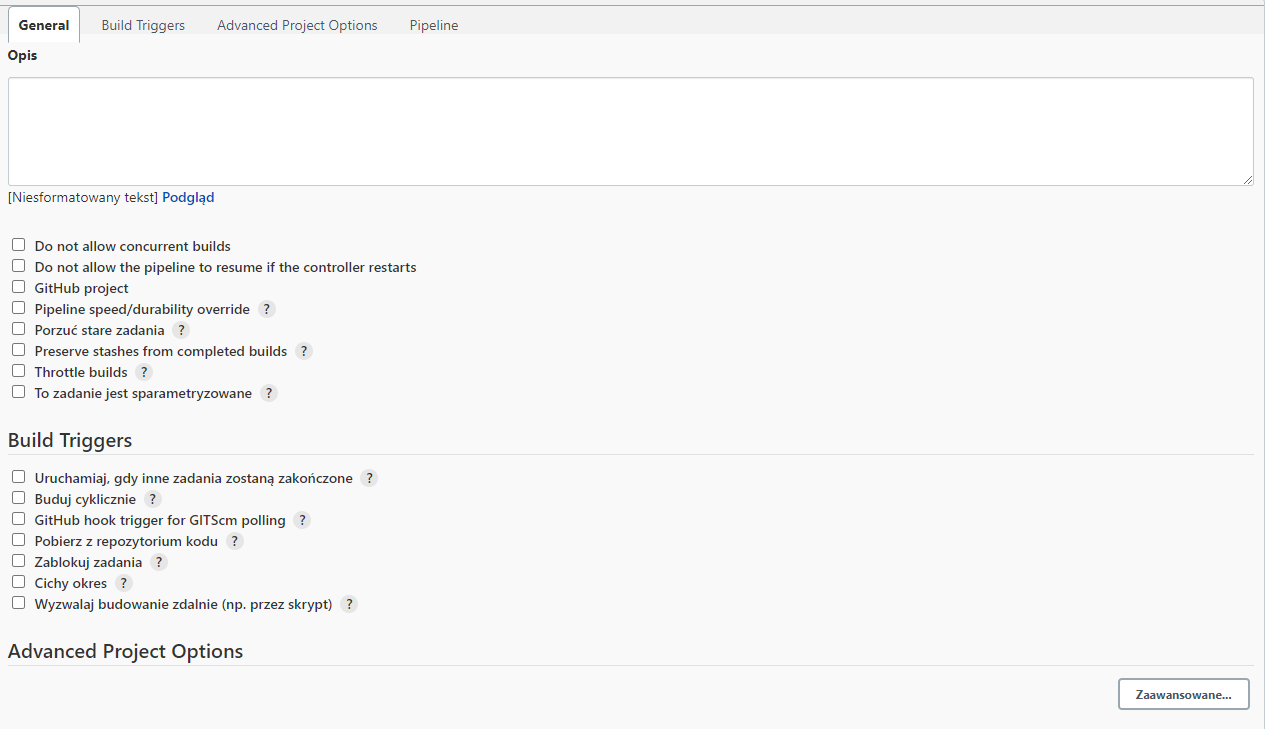 General Build Triggers Advanced Project Options Pipeline
Opis
[Niesformatowany tekst] Podgląd
Do not allow concurrent builds
Do not allow the pipeline to resume if the controller restarts
GitHub project
Pipeline speed/durability override ?
Porzuć stare zadania ?
Preserve stashes from completed builds ?
Throttle builds ?
To zadanie jest sparametryzowane ?
Build Triggers
Uruchamiaj, gdy inne zadania zostaną zakończone ?
Buduj cyklicznie ?
GitHub hook trigger for GITScm polling ?
Pobierz z repozytorium kodu ?
Zablokuj zadania ?
Cichy okres ?
Wyzwalaj budowanie zdalnie (np. przez skrypt) ?
Advanced Project Options
Zaawansowane...